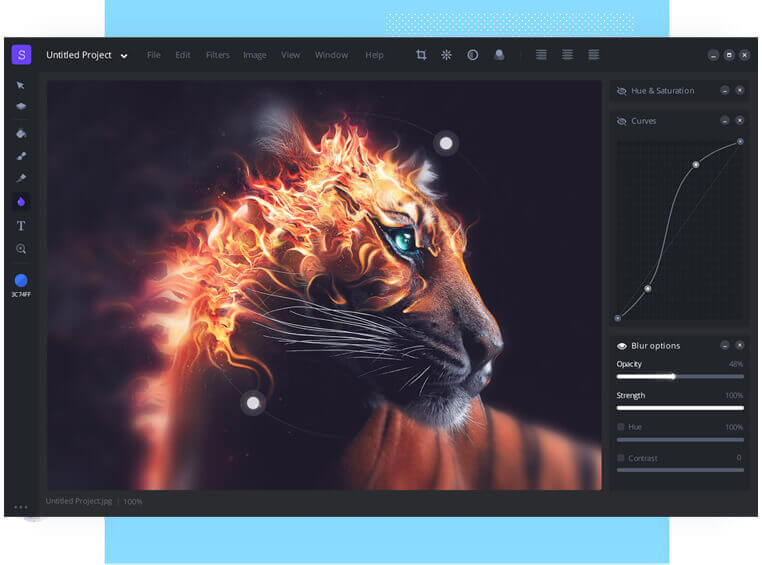 S Untitled Project File Edit Filters Image View Window Help
Hue & Saturation
Curves
T
3C74FF
Blur options
Opacity 48%
Strength 100%
Hue 100%
Contrast 0
Untitled Project.jpg | 100%